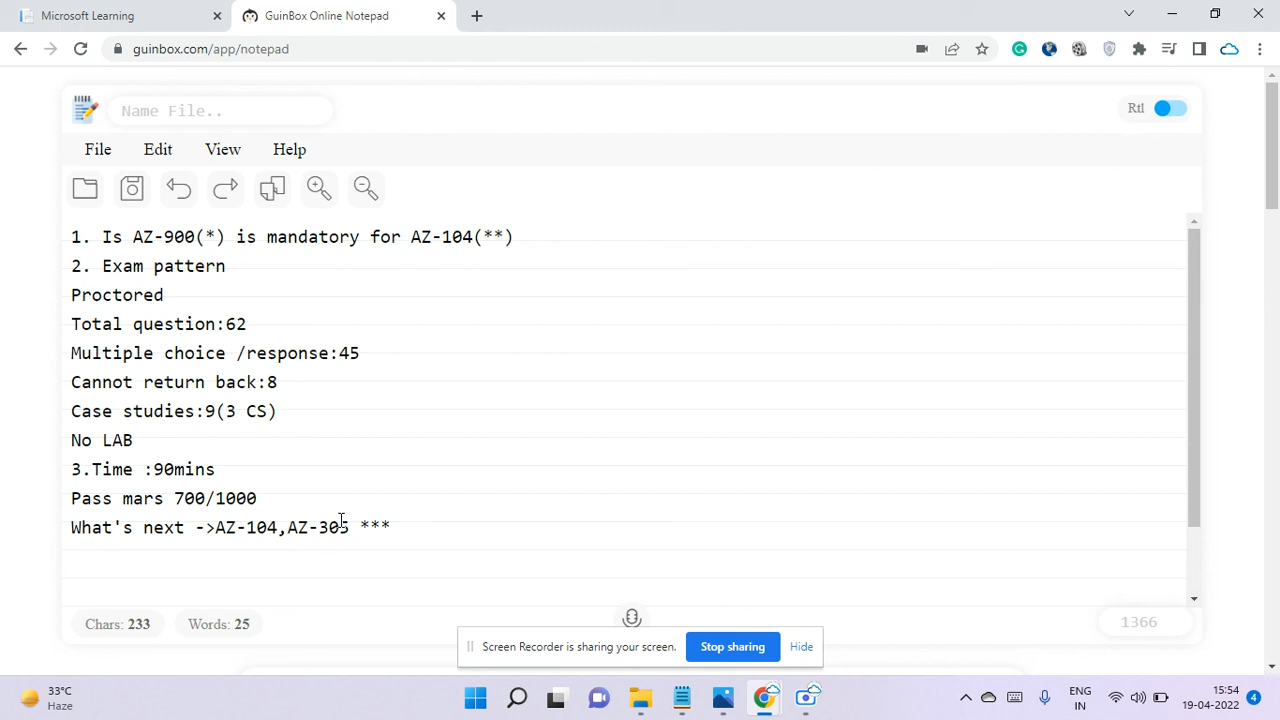 Microsoft Learning
GuinBox Online Notepad
guinbox.com/app/notepad
Name File..
Rtl
File Edit View Help
1. Is AZ-900(*) is mandatory for AZ-104(**)
2. Exam pattern
Proctored
Total question:62
Multiple choice /response:45
Cannot return back:8
Case studies:9(3 CS)
No LAB
3.Time :90mins
Pass mars 700/1000
What's next ->AZ-104,AZ-305 ***
Chars: 233 Words: 25
1366
Screen Recorder is sharing your screen. Stop sharing Hide
33°C
Haze
ENG
IN
15:54
19-04-2022
4